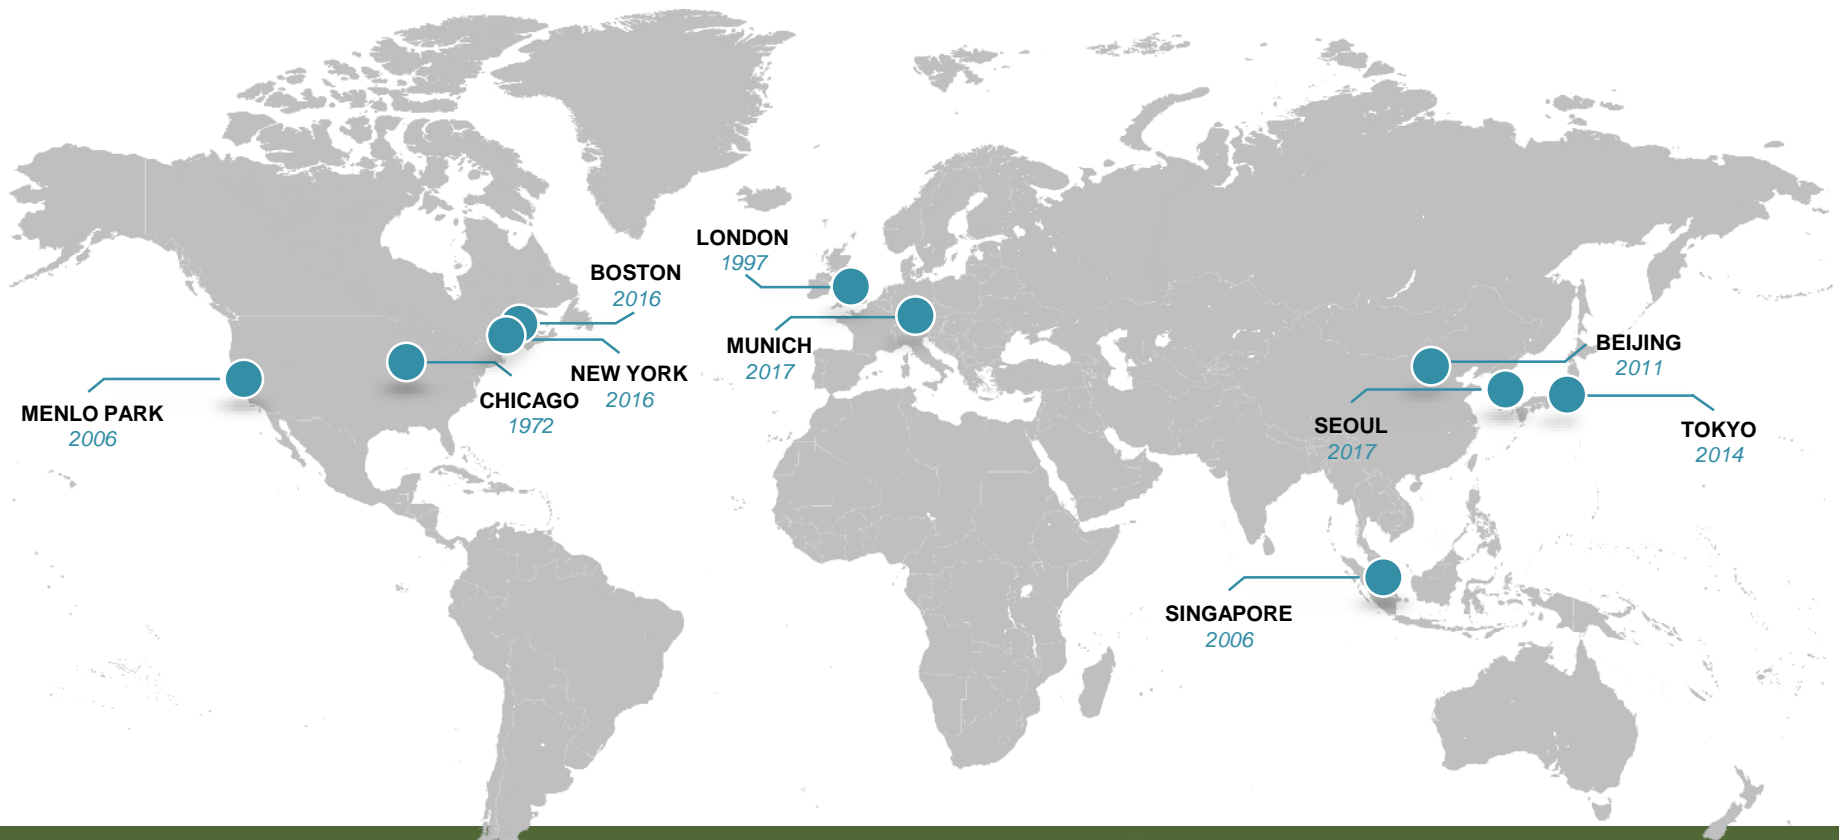 LONDON
1997
BOSTON
2016
MUNICH
2017
NEW YORK
2016
CHICAGO
1972
MENLO PARK
2006
BEIJING
2011
SEOUL
2017
TOKYO
2014
SINGAPORE
2006